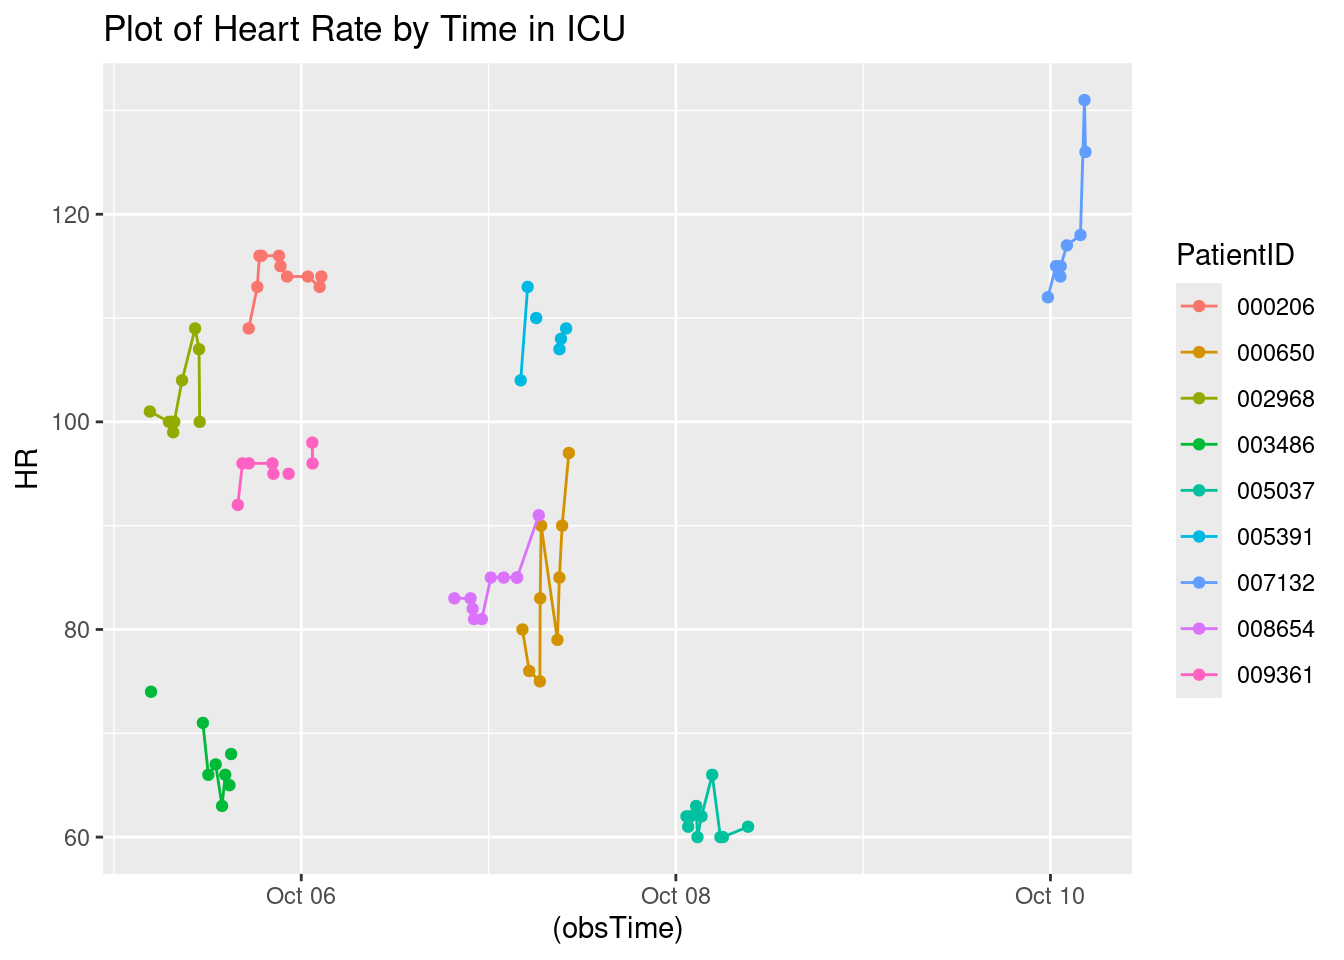 Plot of Heart Rate by Time in ICU
HR
120
100
80
60
Oct 06
Oct 08
Oct 10
(obsTime)
PatientID
000206
000650
002968
003486
005037
005391
007132
008654
009361